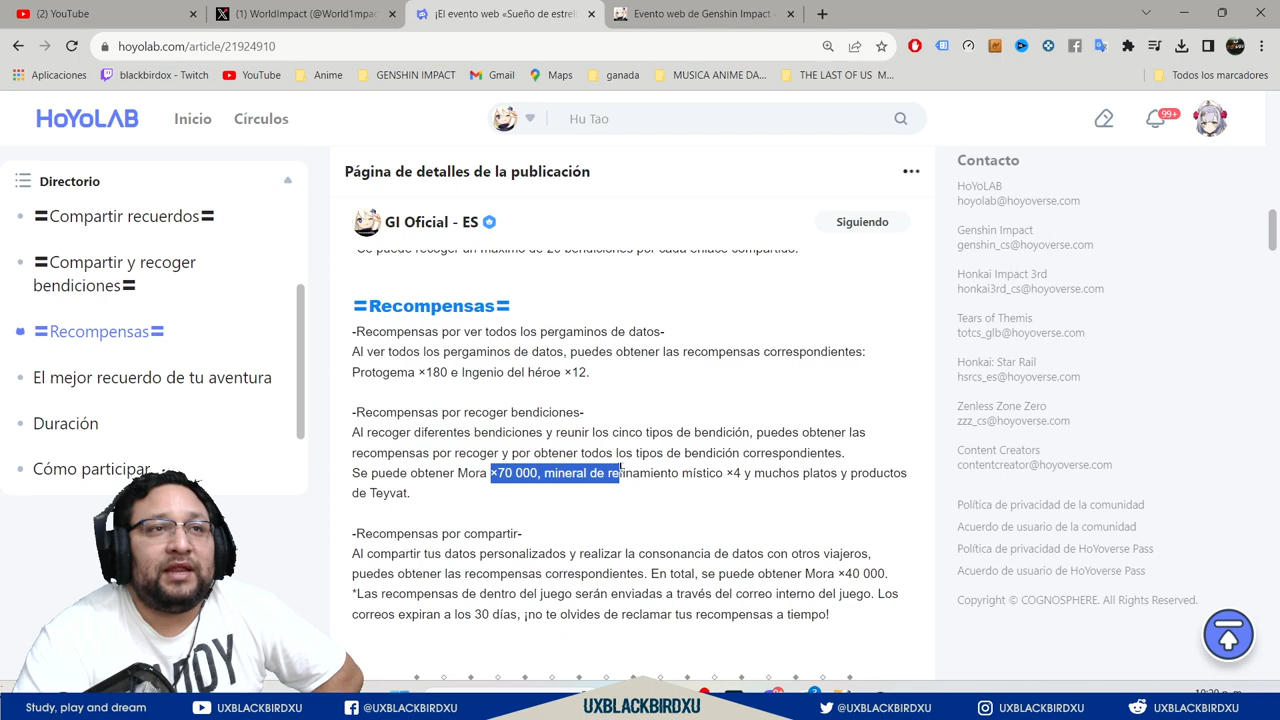 (2) YouTube
(1) WorldImpact (@World1mpac
¡El evento web «Sueño de estrel
Evento web de Genshin Impact
hoyolab.com/article/21924910
Aplicaciones
blackbirdox - Twitch
YouTube
Anime
GENSHIN IMPACT
Gmail
Maps
ganada
MUSICA ANIME DA...
THE LAST OF US M...
Todos los marcadores
HoYoLAB
Inicio
Círculos
Hu Tao
99+
Directorio
〓Compartir recuerdos〓
〓Compartir y recoger
bendiciones〓
〓Recompensas〓
El mejor recuerdo de tu aventura
Duración
Cómo participar
Página de detalles de la publicación
GI Oficial - ES
Siguiendo
*Se puede recoger un máximo de 20 bendiciones por cada enlace compartido.
〓Recompensas〓
-Recompensas por ver todos los pergaminos de datos-
Al ver todos los pergaminos de datos, puedes obtener las recompensas correspondientes:
Protogema ×180 e Ingenio del héroe ×12.
-Recompensas por recoger bendiciones-
Al recoger diferentes bendiciones y reunir los cinco tipos de bendición, puedes obtener las
recompensas por recoger y por obtener todos los tipos de bendición correspondientes.
Se puede obtener Mora ×70 000, mineral de refinamiento místico ×4 y muchos platos y productos
de Teyvat.
-Recompensas por compartir-
Al compartir tus datos personalizados y realizar la consonancia de datos con otros viajeros,
puedes obtener las recompensas correspondientes. En total, se puede obtener Mora ×40 000.
*Las recompensas de dentro del juego serán enviadas a través del correo interno del juego. Los
correos expiran a los 30 días, ¡no te olvides de reclamar tus recompensas a tiempo!
Contacto
HoYoLAB
hoyolab@hoyoverse.com
Genshin Impact
genshin_cs@hoyoverse.com
Honkai Impact 3rd
honkai3rd_cs@hoyoverse.com
Tears of Themis
totcs_glb@hoyoverse.com
Honkai: Star Rail
hsrcs_es@hoyoverse.com
Zenless Zone Zero
zzz_cs@hoyoverse.com
Content Creators
contentcreator@hoyoverse.com
Política de privacidad de la comunidad
Acuerdo de usuario de la comunidad
Política de privacidad de HoYoverse Pass
Acuerdo de usuario de HoYoverse Pass
Copyright © COGNOSPHERE. All Rights Reserved.
Study, play and dream
UXBLACKBIRDXU
@UXBLACKBIRDXU
UXBLACKBIRDXU
@UXBLACKBIRDXU
UXBLACKBIRDXU
UXBLACKBIRDXU